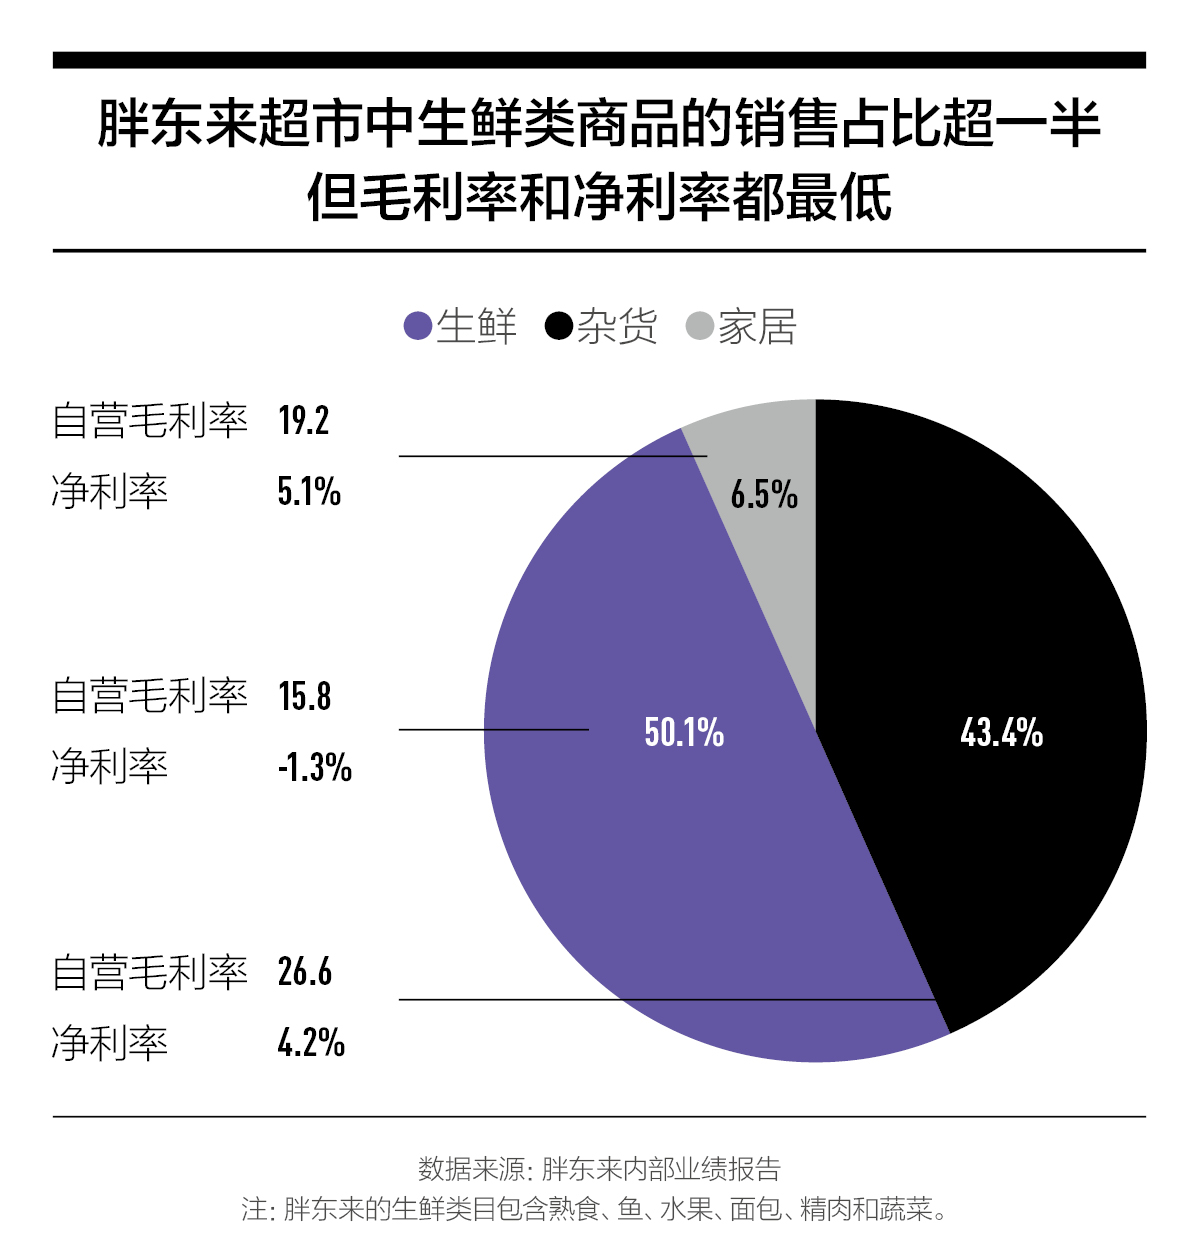 胖东来超市中生鲜类商品的销售占比超一半
但毛利率和净利率都最低
生鲜 杂货 家居
自营毛利率 19.2
净利率 5.1%
6.5%
自营毛利率 15.8
净利率 -1.3%
50.1%
43.4%
自营毛利率 26.6
净利率 4.2%
数据来源：胖东来内部业绩报告
注：胖东来的生鲜类目包含熟食、鱼、水果、面包、精肉和蔬菜。